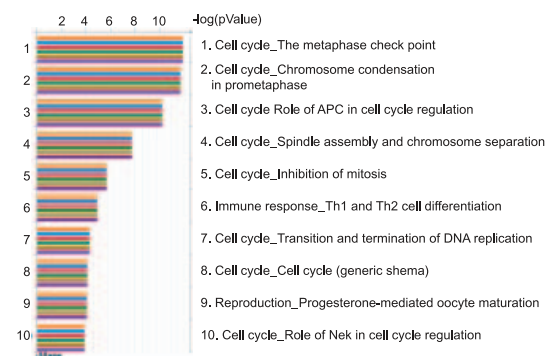 2 4 6 8 10 -log(pValue)
1 1. Cell cycle_The metaphase check point
2 2. Cell cycle_Chromosome condensation
in prometaphase
3 3. Cell cycle Role of APC in cell cycle regulation
4 4. Cell cycle_Spindle assembly and chromosome separation
5 5. Cell cycle_Inhibition of mitosis
6 6. Immune response_Th1 and Th2 cell differentiation
7 7. Cell cycle_Transition and termination of DNA replication
8 8. Cell cycle_Cell cycle (generic shema)
9 9. Reproduction_Progesterone-mediated oocyte maturation
10 10. Cell cycle_Role of Nek in cell cycle regulation